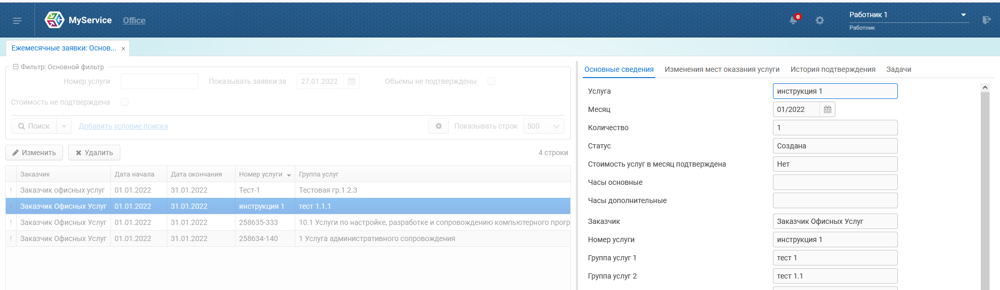 MyService Office
0
Работник 1
Работник
Ежемесячные заявки: Основ... ×
Фильтр: Основной фильтр
Номер услуги
Показывать заявки за 27.01.2022
Объемы не подтверждены
Стоимость не подтверждена
Поиск
Добавить условие поиска
Показывать строк 500
Изменить
Удалить
4 строки
Заказчик Дата начала Дата окончания Номер услуги Группа услуг
! Заказчик офисных услуг 01.01.2022 31.01.2022 Тест-1 Тестовая гр.1.2.3
! Заказчик Офисных Услуг 01.01.2022 31.01.2022 инструкция 1 тест 1.1.1
! Заказчик Офисных Услуг 01.01.2022 31.01.2022 258635-333 10.1 Услуги по настройке, разработке и сопровождению компьютерного прогр
! Заказчик Офисных Услуг 01.01.2022 31.01.2022 258634-140 1 Услуга административного сопровождения
Основные сведения Изменения мест оказания услуги История подтверждения Задачи
Услуга инструкция 1
Месяц 01/2022
Количество 1
Статус Создана
Стоимость услуг в месяц подтверждена Нет
Часы основные
Часы дополнительные
Заказчик Заказчик Офисных Услуг
Номер услуги инструкция 1
Группа услуг 1 тест 1
Группа услуг 2 тест 1.1